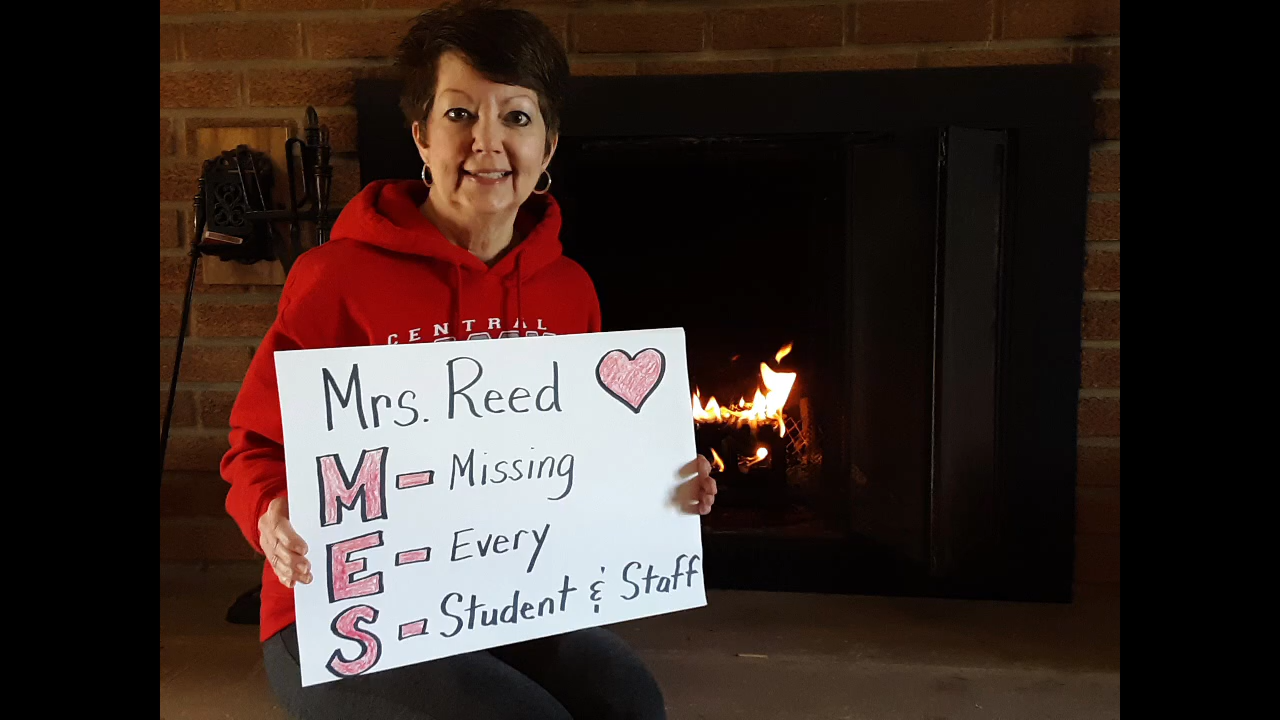 CENTRAL
Mrs. Reed
M - Missing
E - Every
S - Student & Staff